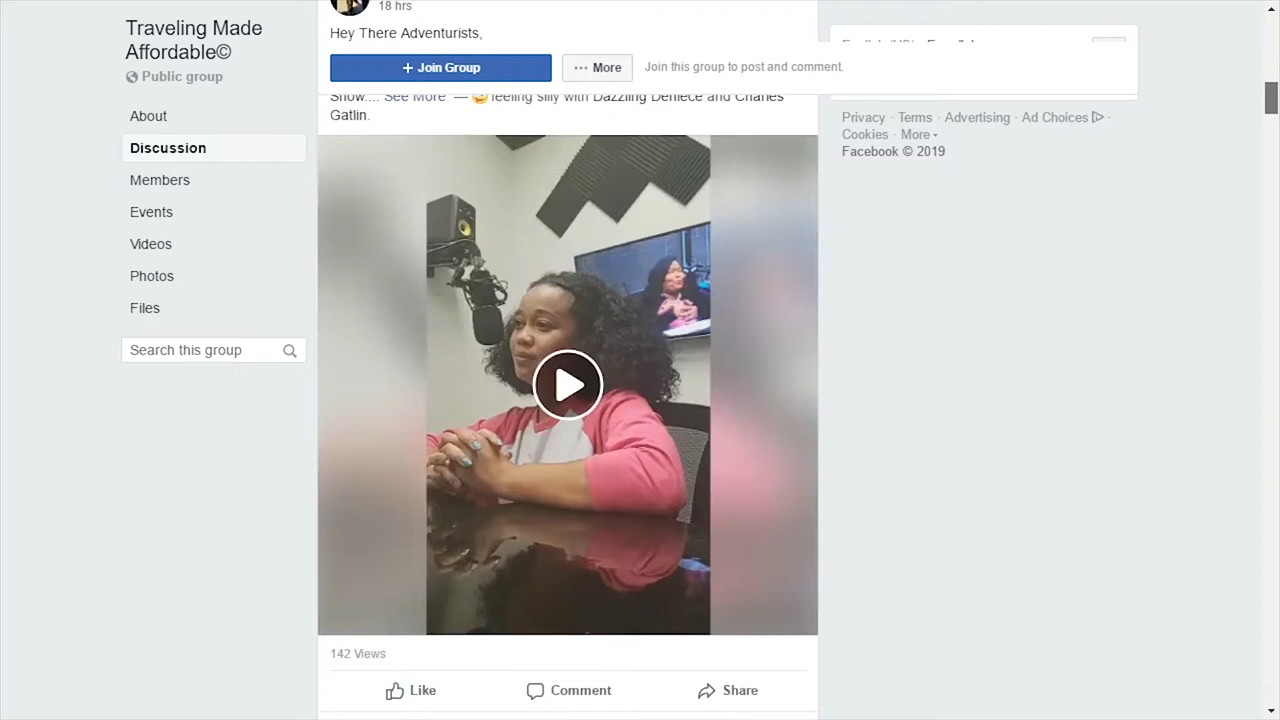 Traveling Made
Affordable©
Public group
About
Discussion
Members
Events
Videos
Photos
Files
Search this group
18 hrs
Hey There Adventurists,
+ Join Group
··· More
Join this group to post and comment.
Show.... See More — feeling silly with Dazzling Deniece and Charles
Gatlin.
142 Views
Like
Comment
Share
Privacy · Terms · Advertising · Ad Choices ·
Cookies · More
Facebook © 2019